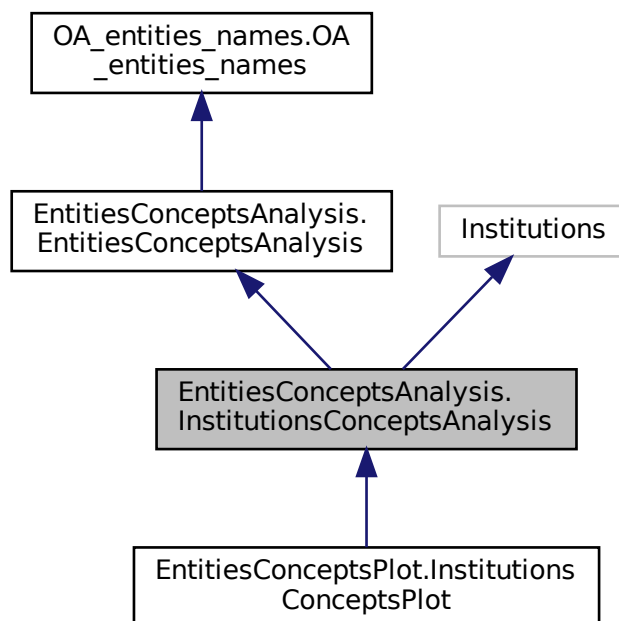 OA_entities_names.OA
_entities_names
EntitiesConceptsAnalysis.
EntitiesConceptsAnalysis
Institutions
EntitiesConceptsAnalysis.
InstitutionsConceptsAnalysis
EntitiesConceptsPlot.Institutions
ConceptsPlot